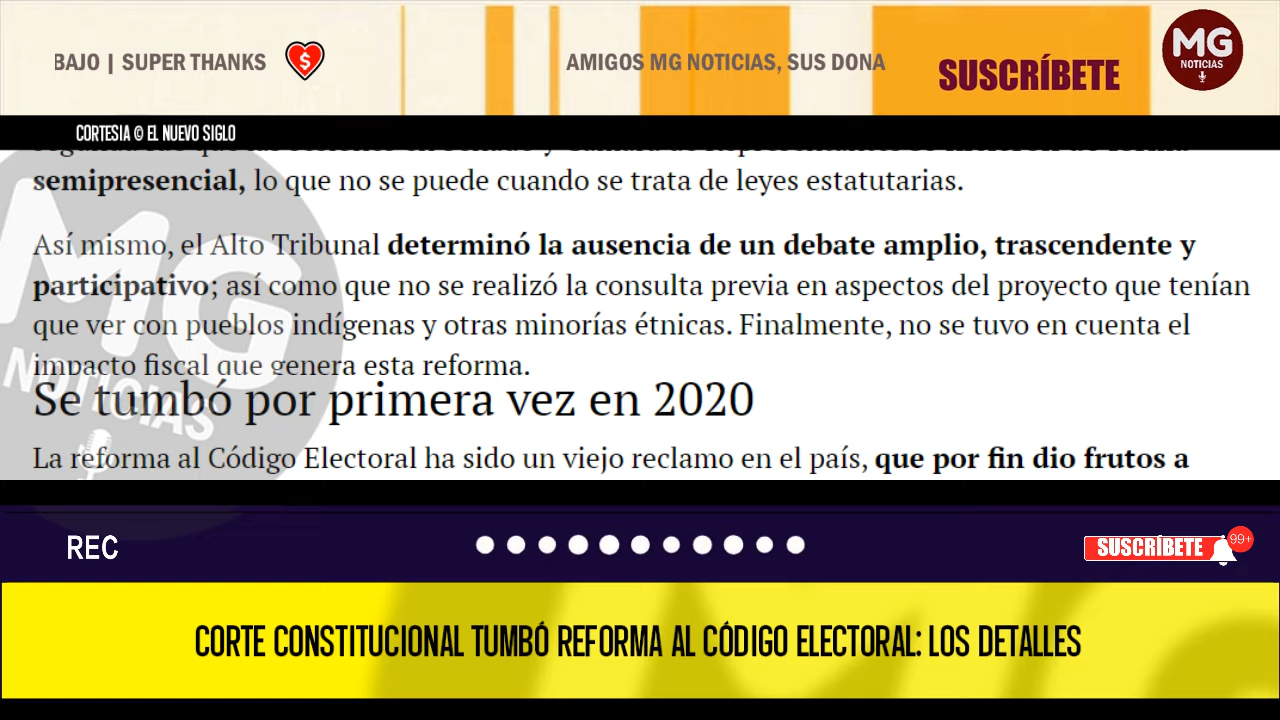 BAJO | SUPER THANKS
AMIGOS MG NOTICIAS, SUS DONA
SUSCRÍBETE
MG
NOTICIAS
CORTESIA © EL NUEVO SIGLO
semipresencial, lo que no se puede cuando se trata de leyes estatutarias.
Así mismo, el Alto Tribunal determinó la ausencia de un debate amplio, trascendente y
participativo; así como que no se realizó la consulta previa en aspectos del proyecto que tenían
que ver con pueblos indígenas y otras minorías étnicas. Finalmente, no se tuvo en cuenta el
impacto fiscal que genera esta reforma.
Se tumbó por primera vez en 2020
La reforma al Código Electoral ha sido un viejo reclamo en el país, que por fin dio frutos a
MG
NOTICIAS
REC
SUSCRÍBETE
99+
CORTE CONSTITUCIONAL TUMBÓ REFORMA AL CÓDIGO ELECTORAL: LOS DETALLES